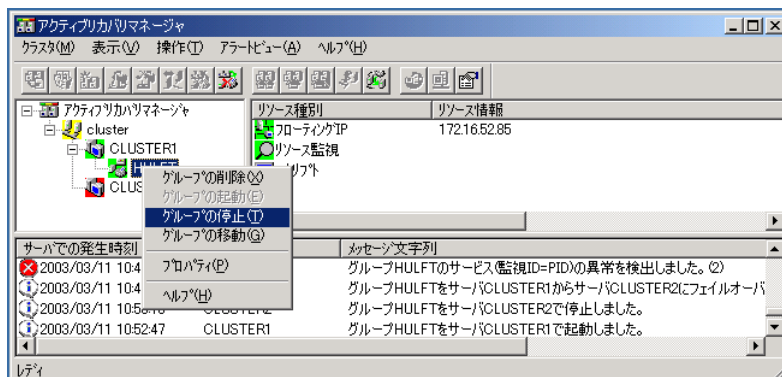 アクティブリカバリマネージャ
クラスタ(M) 表示(V) 操作(T) アラートビュー(A) ヘルプ(H)
アクティブリカバリマネージャ
cluster
CLUSTER1
HULFT
CLUS
リソース種別 リソース情報
フローティングIP 172.16.52.85
リソース監視
リプト
グループの削除(X)
グループの起動(E)
グループの停止(T)
グループの移動(G)
プロパティ(P)
ヘルプ(H)
サーバでの発生時刻 メッセージ文字列
2003/03/11 10:4 グループHULFTのサービス(監視ID=PID)の異常を検出しました。(2)
2003/03/11 10:4 グループHULFTをサーバCLUSTER1からサーバCLUSTER2にフェイルオーバ
2003/03/11 グループHULFTをサーバCLUSTER2で停止しました。
2003/03/11 10:52:47 CLUSTER1 グループHULFTをサーバCLUSTER1で起動しました。
レディ